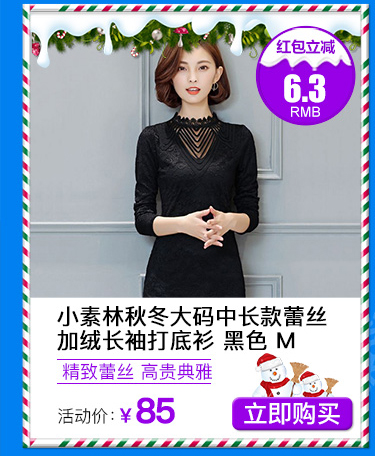 红包立减
6.3
RMB
小素林秋冬大码中长款蕾丝
加绒长袖打底衫 黑色 M
精致蕾丝 高贵典雅
活动价: ¥85
立即购买